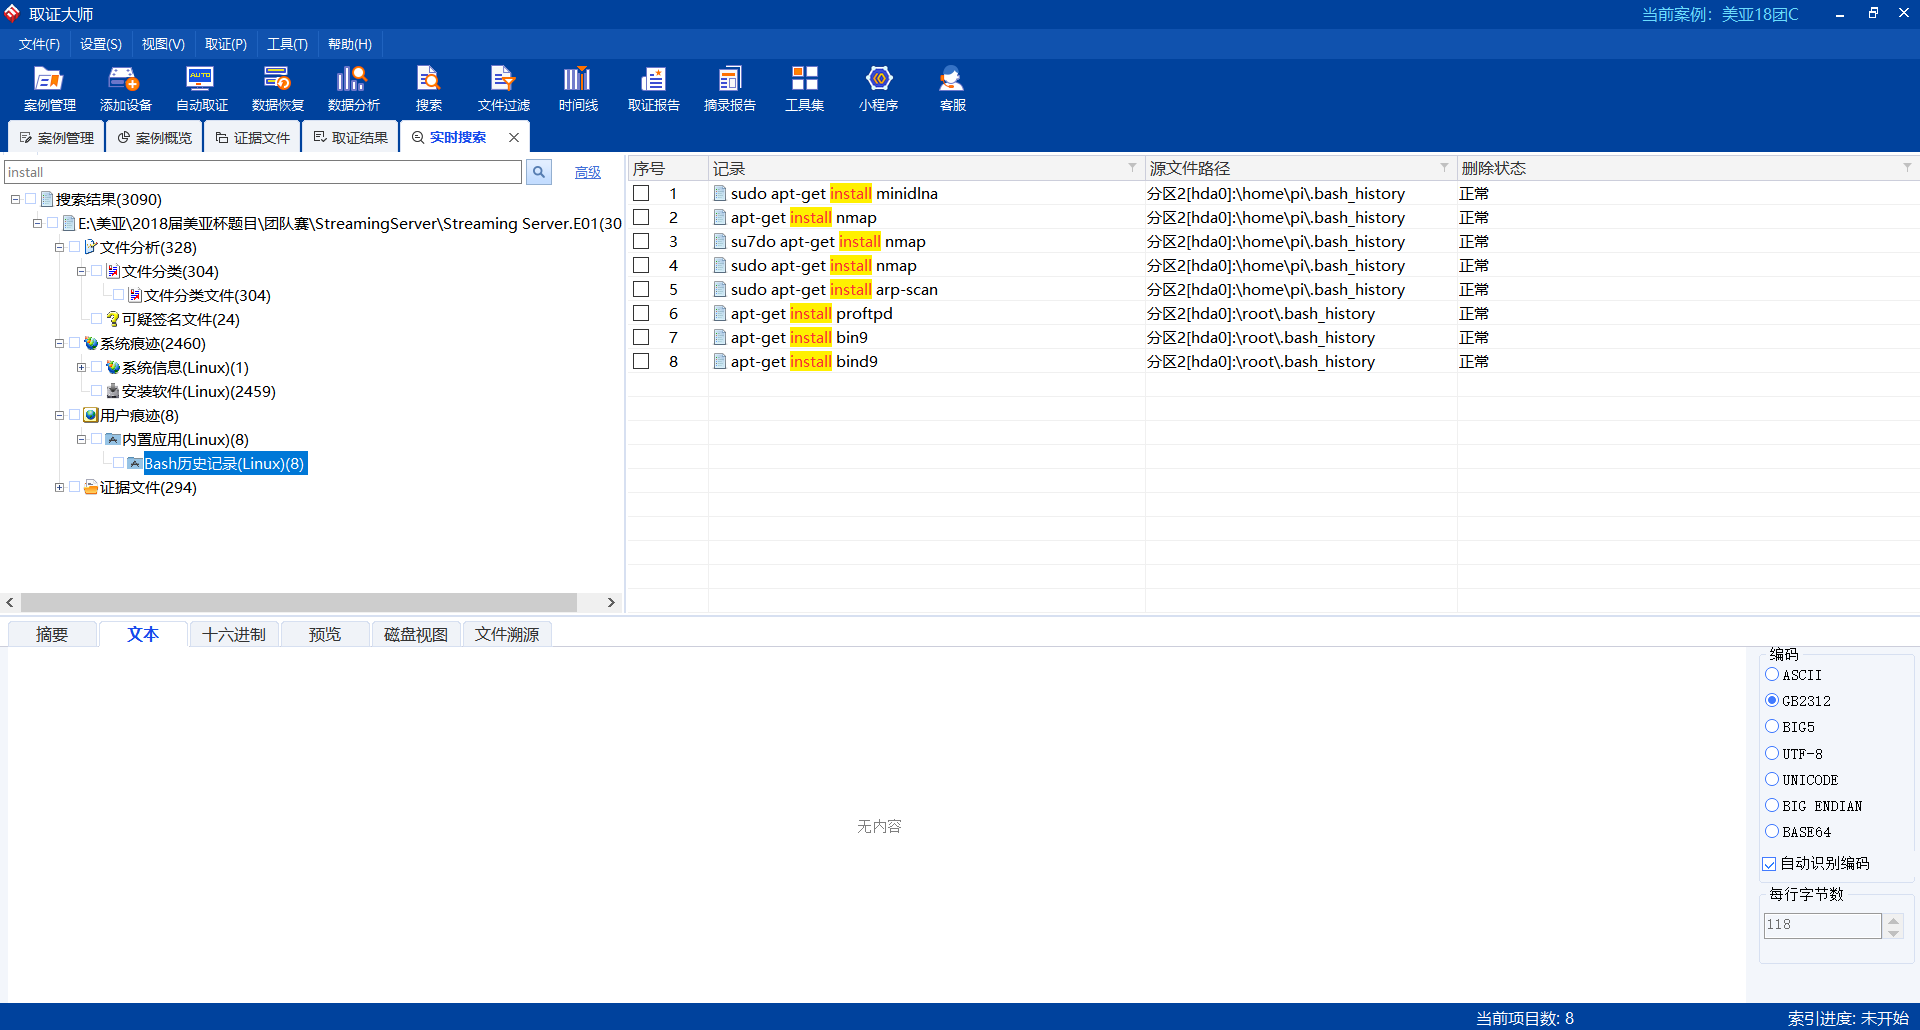 取证大师
当前案例：美亚18团C
文件(F) 设置(S) 视图(V) 取证(P) 工具(T) 帮助(H)
案例管理 添加设备 自动取证 数据恢复 数据分析 搜索 文件过滤 时间线 取证报告 摘录报告 工具集 小程序 客服
案例管理 案例概览 证据文件 取证结果 实时搜索
install 高级
搜索结果(3090)
E:\美亚\2018届美亚杯题目\团队赛\StreamingServer\Streaming Server.E01(30
文件分析(328)
文件分类(304)
文件分类文件(304)
可疑签名文件(24)
系统痕迹(2460)
系统信息(Linux)(1)
安装软件(Linux)(2459)
用户痕迹(8)
内置应用(Linux)(8)
Bash历史记录(Linux)(8)
证据文件(294)
序号 记录 源文件路径 删除状态
1 sudo apt-get install minidlna 分区2[hda0]:\home\pi\.bash_history 正常
2 apt-get install nmap 分区2[hda0]:\home\pi\.bash_history 正常
3 su7do apt-get install nmap 分区2[hda0]:\home\pi\.bash_history 正常
4 sudo apt-get install nmap 分区2[hda0]:\home\pi\.bash_history 正常
5 sudo apt-get install arp-scan 分区2[hda0]:\home\pi\.bash_history 正常
6 apt-get install proftpd 分区2[hda0]:\root\.bash_history 正常
7 apt-get install bin9 分区2[hda0]:\root\.bash_history 正常
8 apt-get install bind9 分区2[hda0]:\root\.bash_history 正常
摘要 文本 十六进制 预览 磁盘视图 文件溯源
无内容
编码
ASCII
GB2312
BIG5
UTF-8
UNICODE
BIG ENDIAN
BASE64
自动识别编码
每行字节数
118
当前项目数: 8
索引进度: 未开始